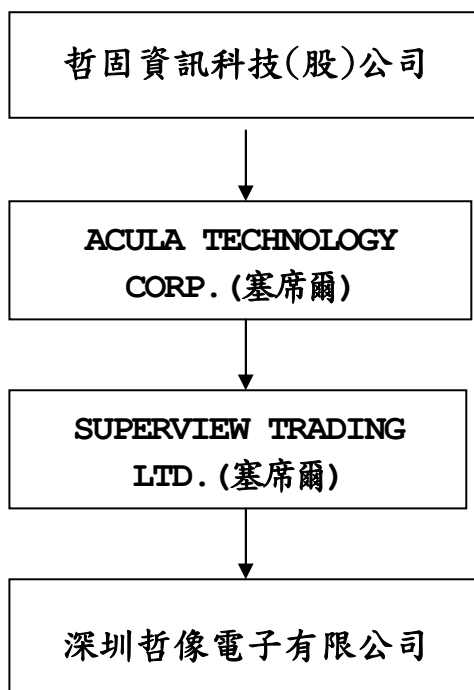 哲固資訊科技(股)公司
ACULA TECHNOLOGY
CORP.(塞席爾)
SUPERVIEW TRADING
LTD.(塞席爾)
深圳哲像電子有限公司